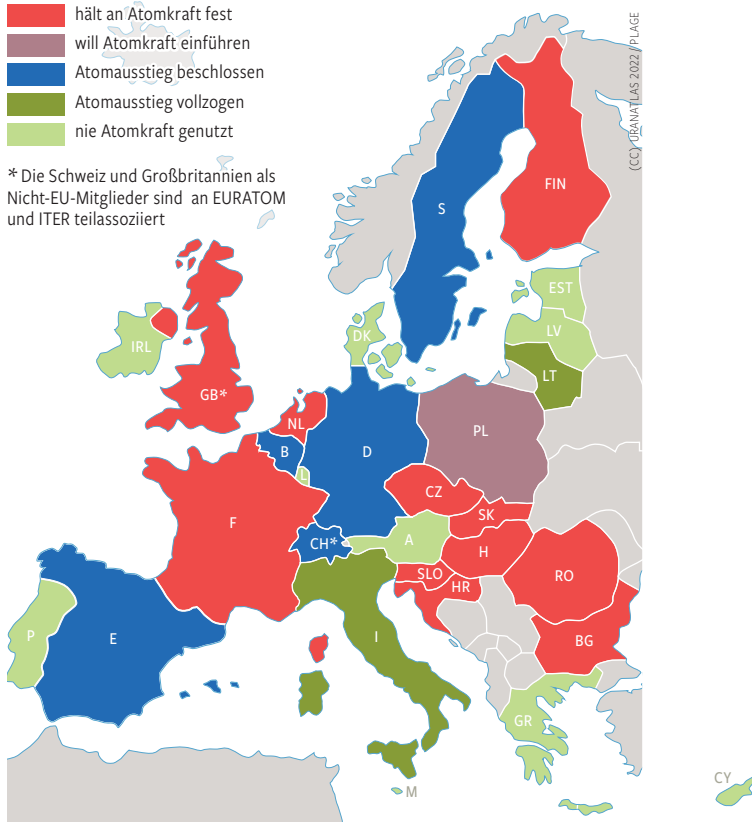 hält an Atomkraft fest
will Atomkraft einführen
Atomausstieg beschlossen
Atomausstieg vollzogen
nie Atomkraft genutzt
* Die Schweiz und Großbritannien als
Nicht-EU-Mitglieder sind an EURATOM
und ITER teilassoziiert
(CC) URANATLAS 2022 / PLAGE
FIN
S
EST
LV
LT
DK
IRL
GB*
NL
B
D
PL
L
CZ
SK
F
CH*
A
H
SLO
HR
RO
BG
P
E
I
GR
M
CY